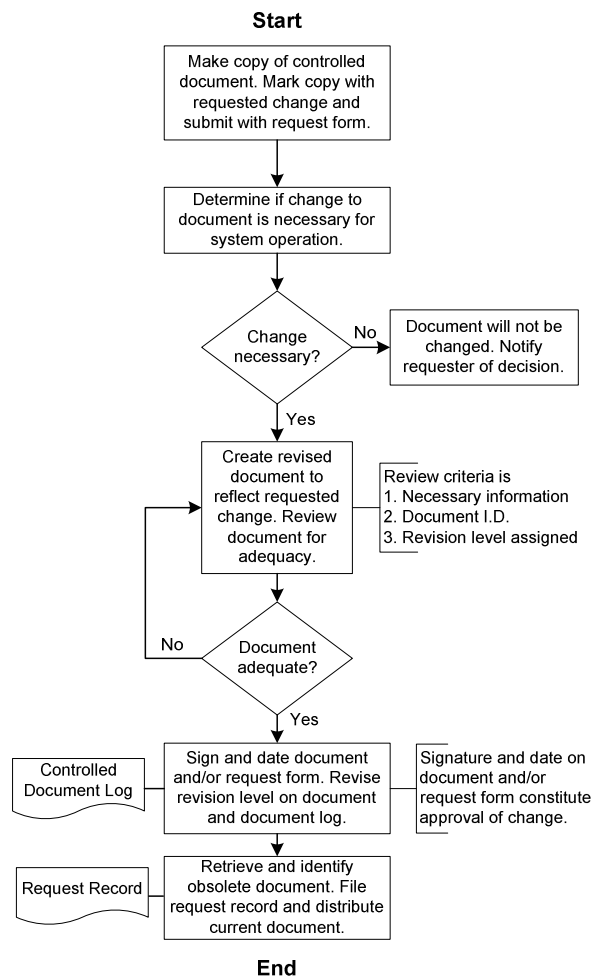 Start
Make copy of controlled
document. Mark copy with
requested change and
submit with request form.
Determine if change to
document is necessary for
system operation.
Change
necessary?
No
Document will not be
changed. Notify
requester of decision.
Yes
Create revised
document to
reflect requested
change. Review
document for
adequacy.
Review criteria is
1. Necessary information
2. Document I.D.
3. Revision level assigned
No
Document
adequate?
Yes
Controlled
Document Log
Sign and date document
and/or request form. Revise
revision level on document
and document log.
Signature and date on
document and/or
request form constitute
approval of change.
Request Record
Retrieve and identify
obsolete document. File
request record and distribute
current document.
End